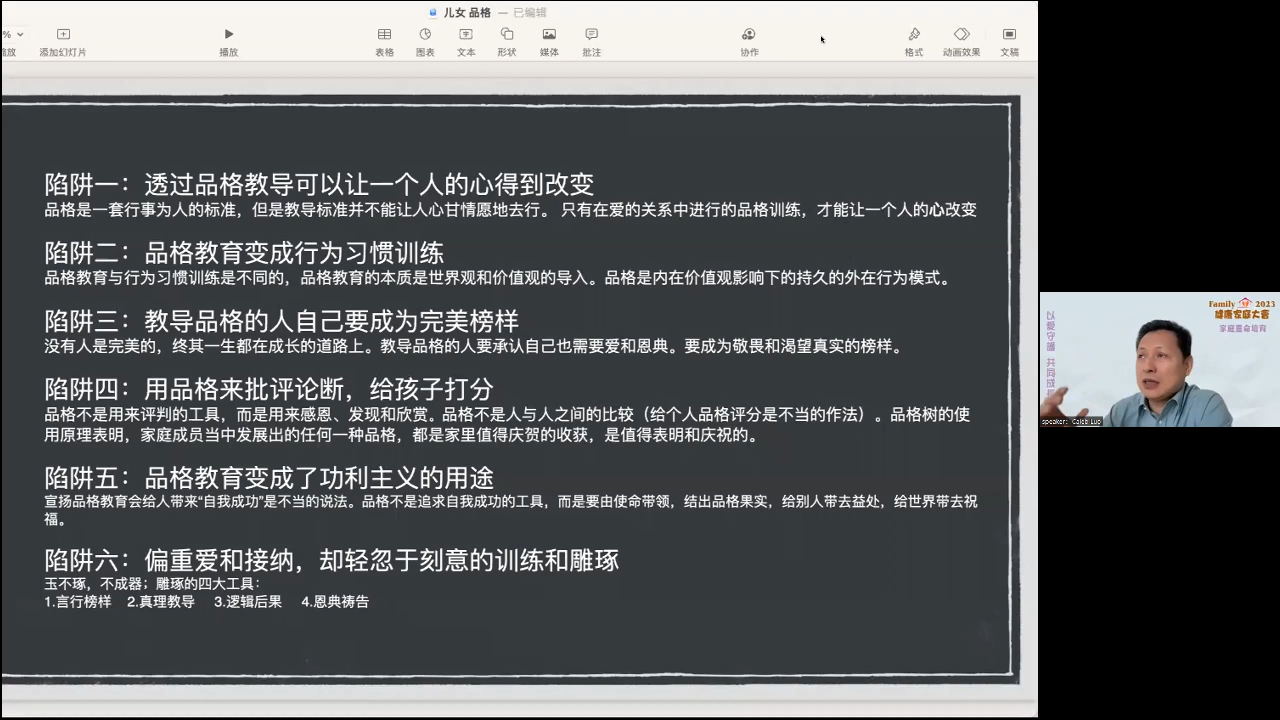 儿女 品格 — 已编辑
%
缩放 添加幻灯片 播放 表格 图表 文本 形状 媒体 批注 协作 格式 动画效果 文稿
陷阱一：透过品格教导可以让一个人的心得到改变
品格是一套行事为人的标准，但是教导标准并不能让人心甘情愿地去行。 只有在爱的关系中进行的品格训练，才能让一个人的心改变
陷阱二：品格教育变成行为习惯训练
品格教育与行为习惯训练是不同的，品格教育的本质是世界观和价值观的导入。品格是内在价值观影响下的持久的外在行为模式。
陷阱三：教导品格的人自己要成为完美榜样
没有人是完美的，终其一生都在成长的道路上。教导品格的人要承认自己也需要爱和恩典。要成为敬畏和渴望真实的榜样。
陷阱四：用品格来批评论断，给孩子打分
品格不是用来评判的工具，而是用来感恩、发现和欣赏。品格不是人与人之间的比较（给个人品格评分是不当的作法）。品格树的使
用原理表明，家庭成员当中发展出的任何一种品格，都是家里值得庆贺的收获，是值得表明和庆祝的。
陷阱五：品格教育变成了功利主义的用途
宣扬品格教育会给人带来“自我成功”是不当的说法。品格不是追求自我成功的工具，而是要由使命带领，结出品格果实，给别人带去益处，给世界带去祝
福。
陷阱六：偏重爱和接纳，却轻忽于刻意的训练和雕琢
玉不琢，不成器；雕琢的四大工具：
1.言行榜样 2.真理教导 3.逻辑后果 4.恩典祷告
Family 2023
健康家庭大赛
家庭蓋命培育
以愛守護 共同成
speaker: Caleb Luo